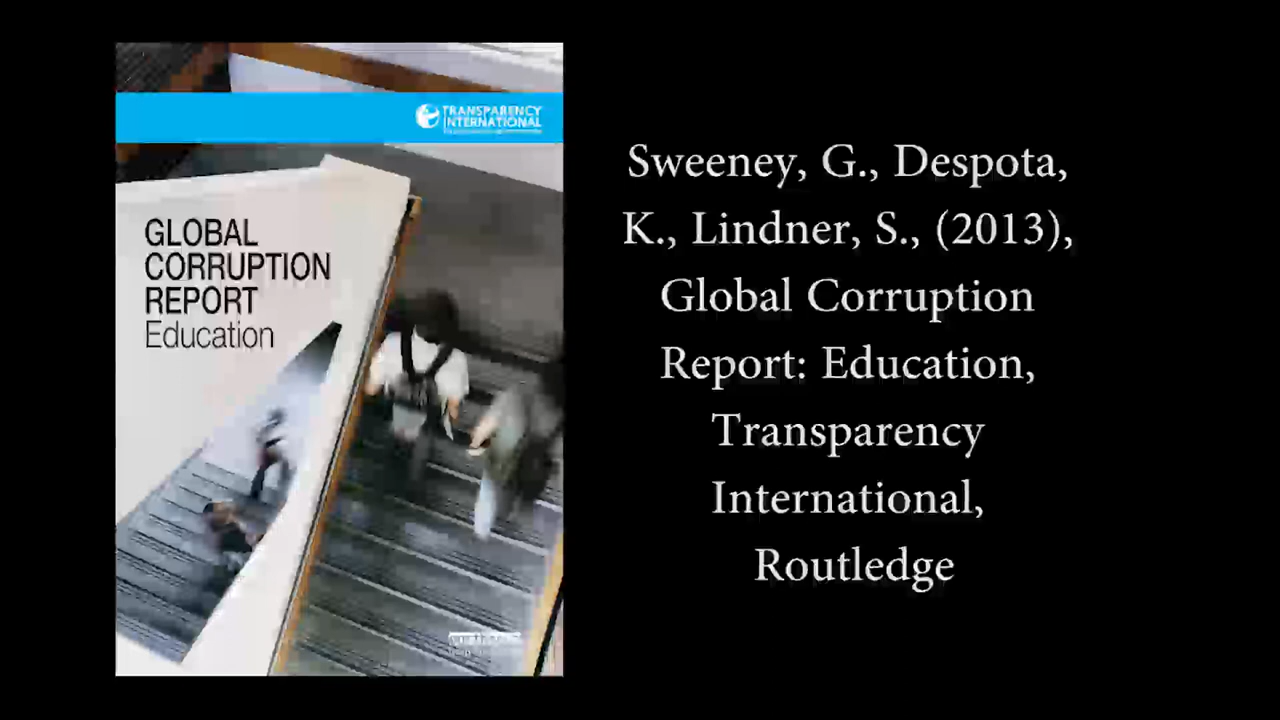 TRANSPARENCY
INTERNATIONAL
GLOBAL
CORRUPTION
REPORT
Education
Sweeney, G., Despota,
K., Lindner, S., (2013),
Global Corruption
Report: Education,
Transparency
International,
Routledge